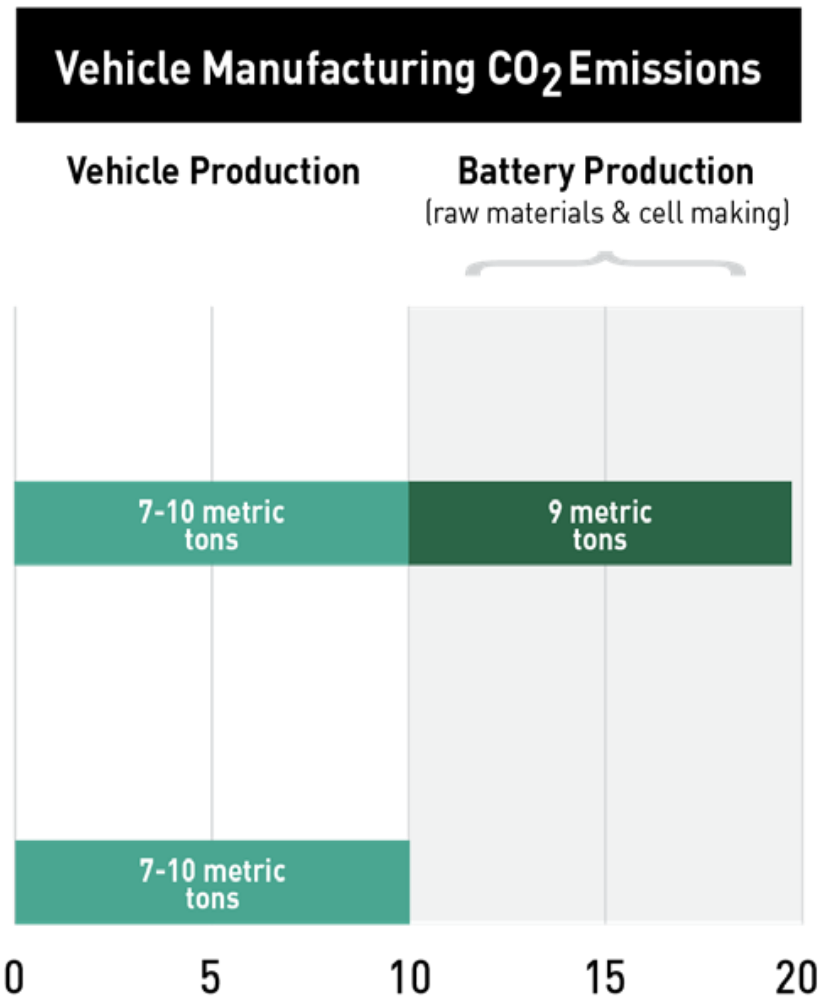 Vehicle Manufacturing CO2 Emissions
Vehicle Production
Battery Production
(raw materials & cell making)
7-10 metric
tons
9 metric
tons
7-10 metric
tons
0 5 10 15 20